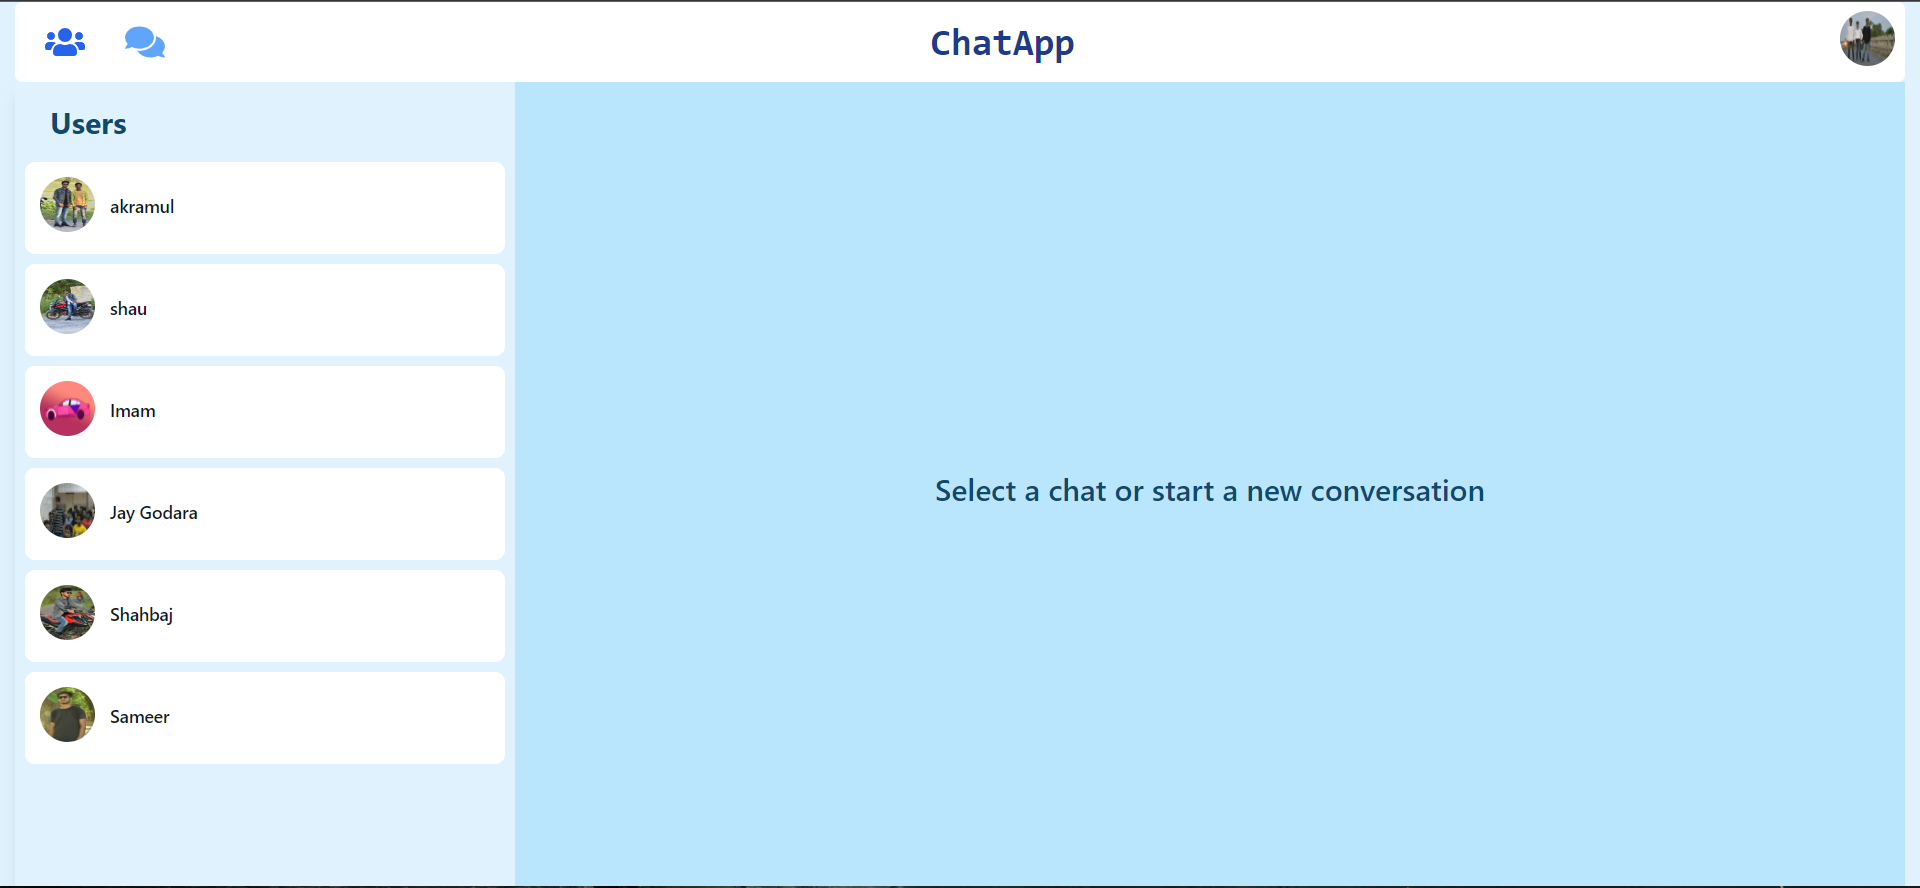 ChatApp
Users
akramul
shau
Imam
Jay Godara
Shahbaj
Sameer
Select a chat or start a new conversation